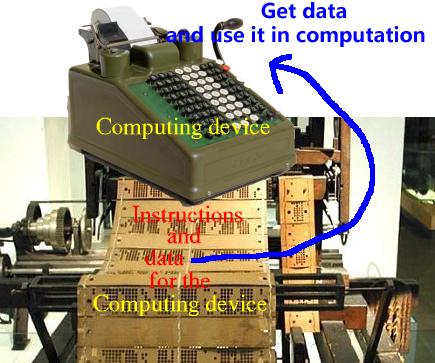 Get data
and use it in computation
Computing device
Instructions
and
data
for the
Computing device